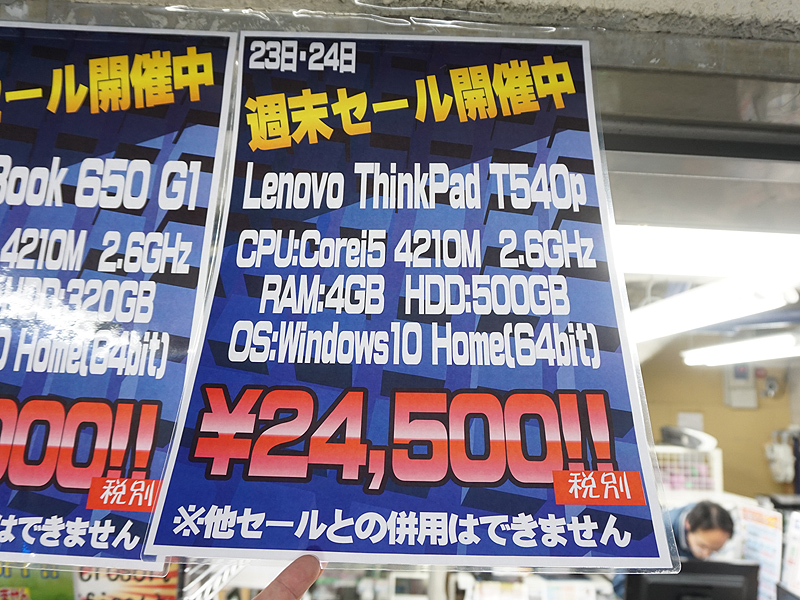 ール開催中
Book 650 G1
4210M 2.6GHz
HDD:320GB
0 Home(64bit)
000!!
税別
はできません
23日・24日
週末セール開催中
Lenovo ThinkPad T540p
CPU:Corei5 4210M 2.6GHz
RAM:4GB HDD:500GB
OS:Windows10 Home(64bit)
¥24,500!!
税別
※他セールとの併用はできません